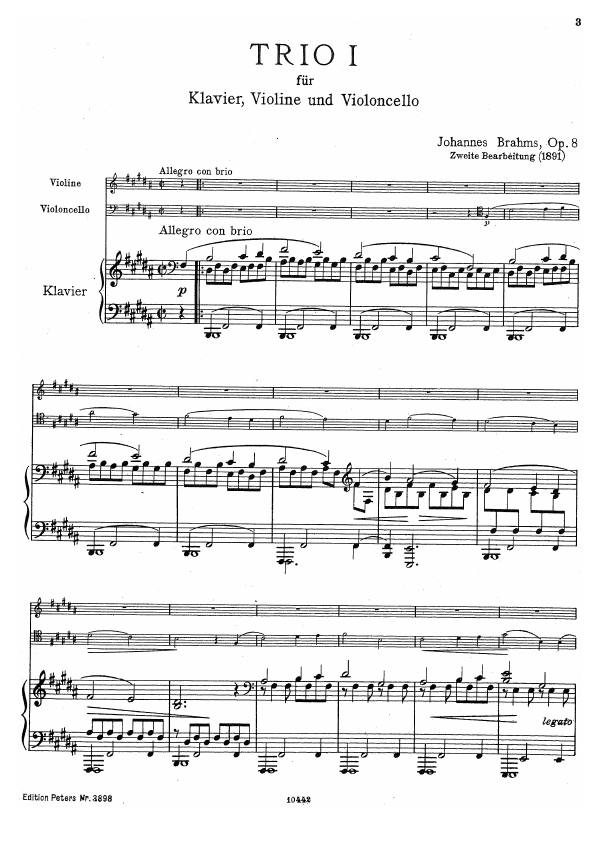 3
TRIO I
für
Klavier, Violine und Violoncello
Johannes Brahms, Op. 8
Zweite Bearbeitung (1891)
Allegro con brio
Violine
Violoncello
p
Allegro con brio
Klavier
p
legato
Edition Peters Nr. 3898
10442